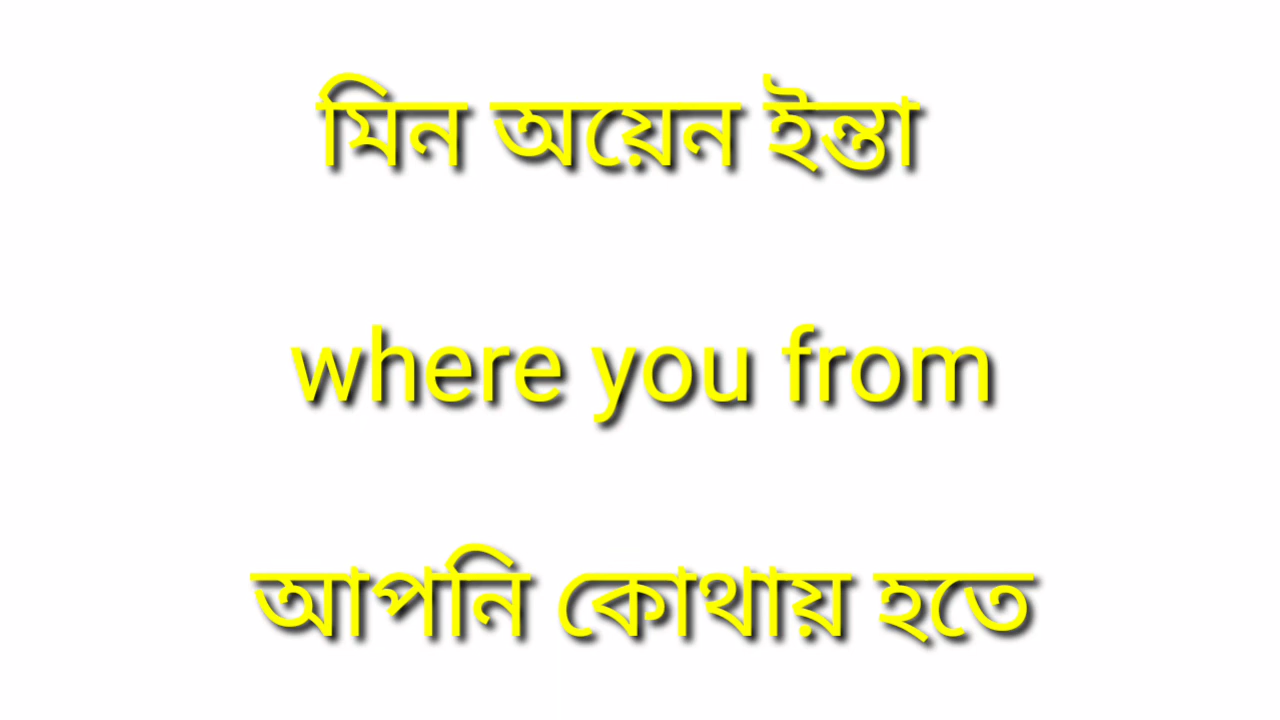 মিন অয়েন ইন্তা
where you from
আপনি কোথায় হতে